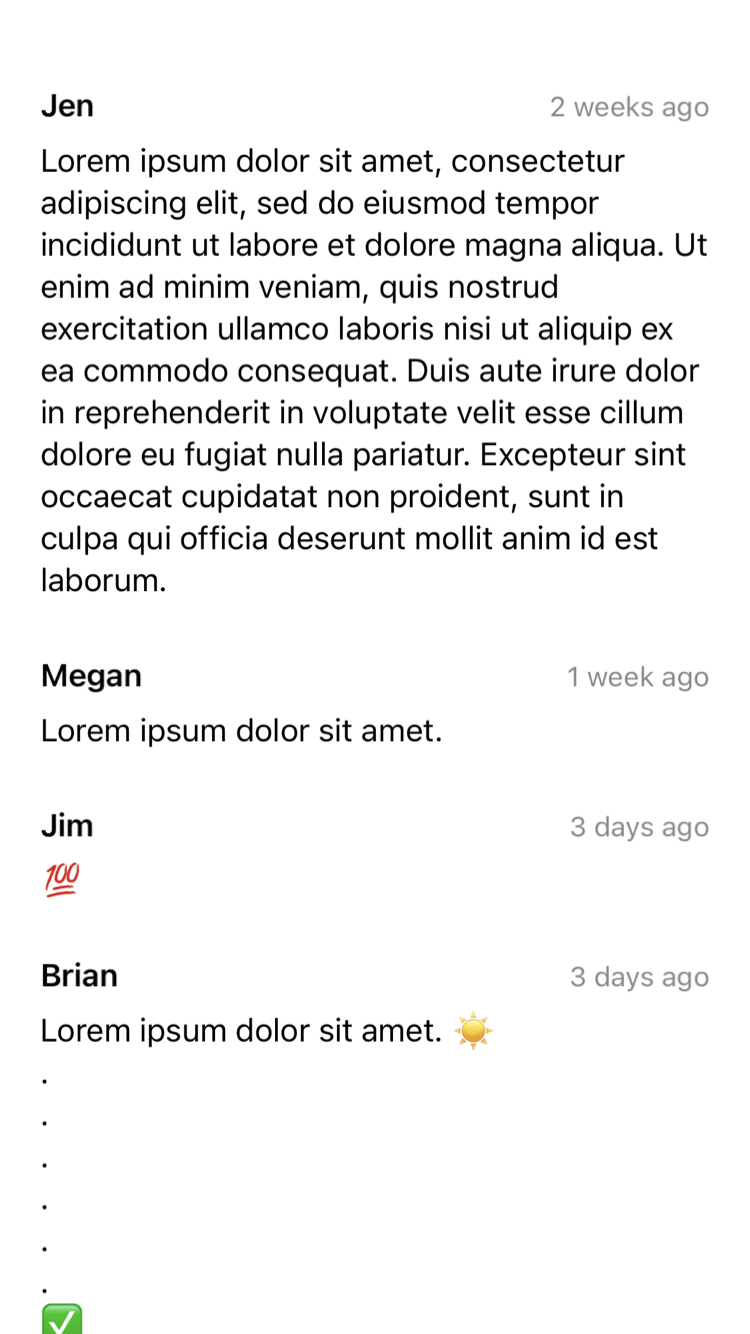 Jen 2 weeks ago
Lorem ipsum dolor sit amet, consectetur
adipiscing elit, sed do eiusmod tempor
incididunt ut labore et dolore magna aliqua. Ut
enim ad minim veniam, quis nostrud
exercitation ullamco laboris nisi ut aliquip ex
ea commodo consequat. Duis aute irure dolor
in reprehenderit in voluptate velit esse cillum
dolore eu fugiat nulla pariatur. Excepteur sint
occaecat cupidatat non proident, sunt in
culpa qui officia deserunt mollit anim id est
laborum.
Megan 1 week ago
Lorem ipsum dolor sit amet.
Jim 3 days ago
💯
Brian 3 days ago
Lorem ipsum dolor sit amet. ☀️
.
.
.
.
.
.
✅